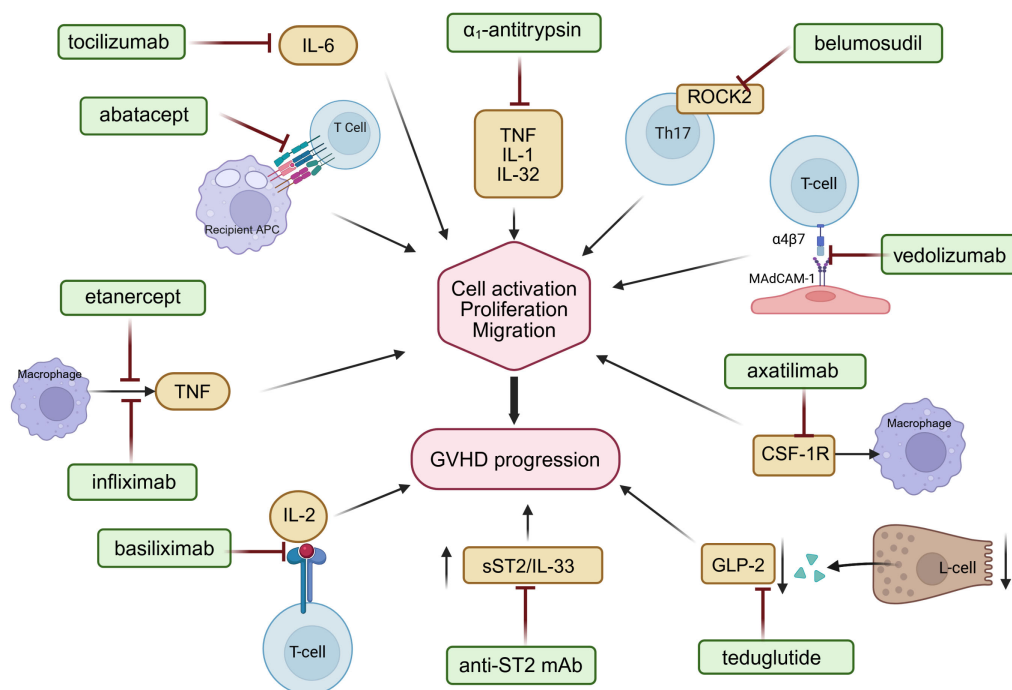 tocilizumab
IL-6
α₁-antitrypsin
belumosudil
abatacept
T Cell
Recipient APC
TNF
IL-1
IL-32
ROCK2
Th17
T-cell
α4β7
MAdCAM-1
vedolizumab
Cell activation
Proliferation
Migration
etanercept
Macrophage
TNF
infliximab
axatilimab
CSF-1R
Macrophage
GVHD progression
IL-2
basiliximab
T-cell
sST2/IL-33
anti-ST2 mAb
GLP-2
L-cell
teduglutide